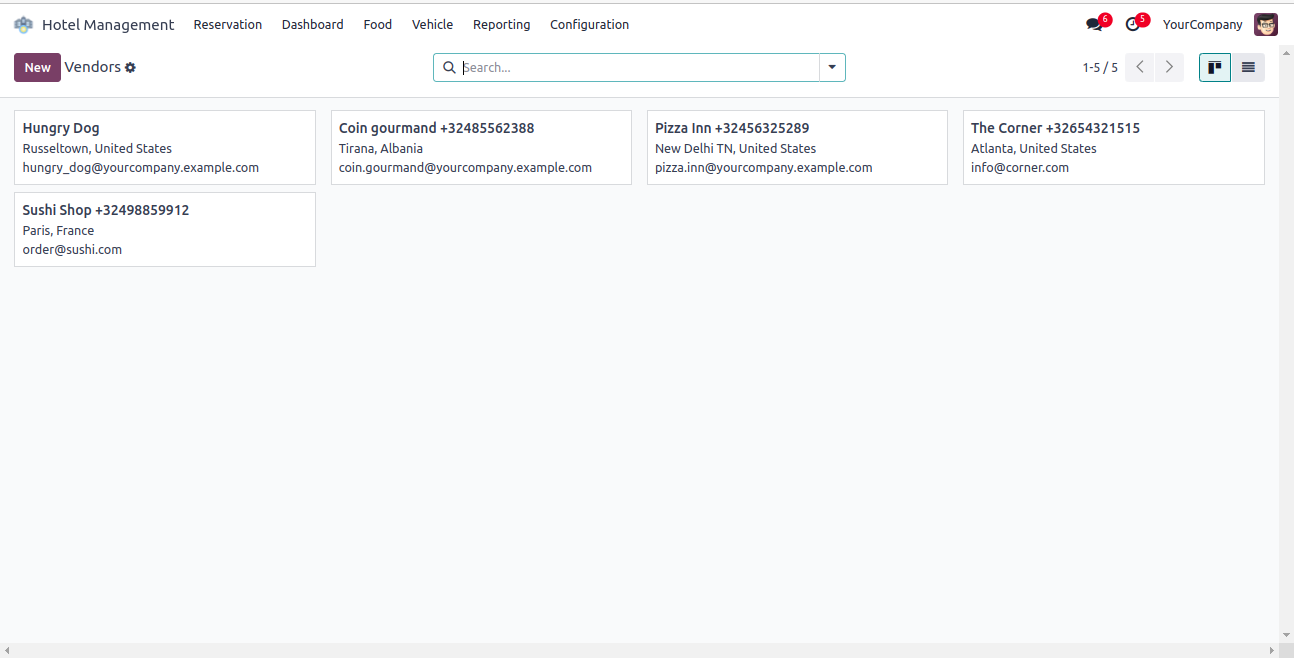 Hotel Management Reservation Dashboard Food Vehicle Reporting Configuration 6 5 YourCompany
New Vendors Search... 1-5 / 5
Hungry Dog
Russeltown, United States
hungry_dog@yourcompany.example.com
Coin gourmand +32485562388
Tirana, Albania
coin.gourmand@yourcompany.example.com
Pizza Inn +32456325289
New Delhi TN, United States
pizza.inn@yourcompany.example.com
The Corner +32654321515
Atlanta, United States
info@corner.com
Sushi Shop +32498859912
Paris, France
order@sushi.com